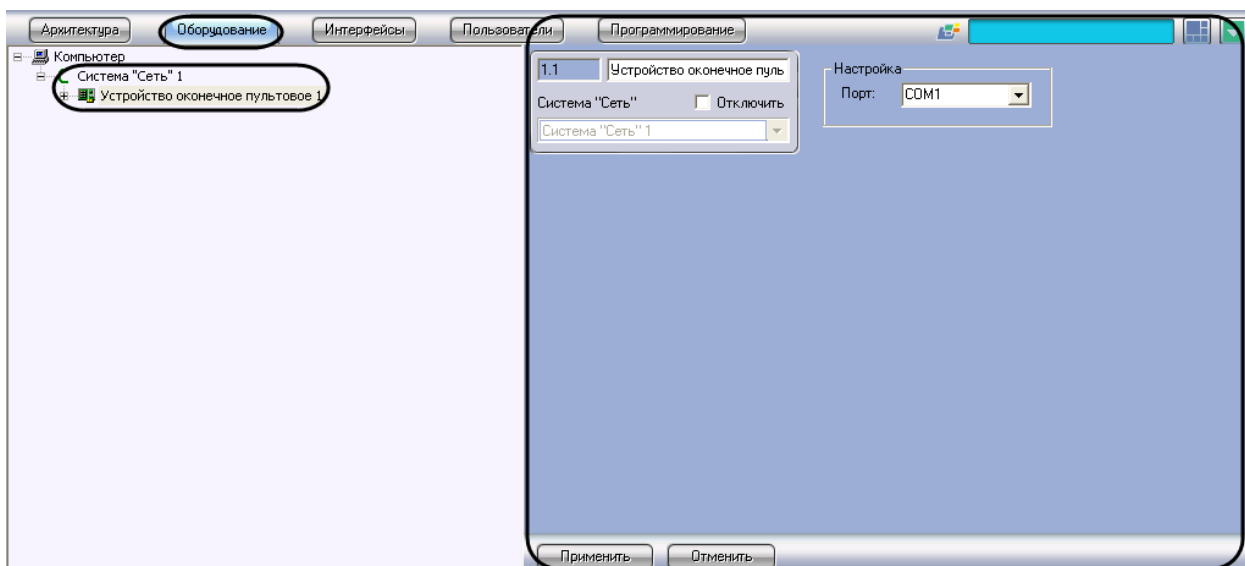 Архитектура Оборудование Интерфейсы Пользователи Программирование
Компьютер
Система "Сеть" 1
Устройство оконечное пультовое 1
1.1 Устройство оконечное пуль
Система "Сеть" Отключить
Система "Сеть" 1
Настройка
Порт: COM1
Применить Отменить